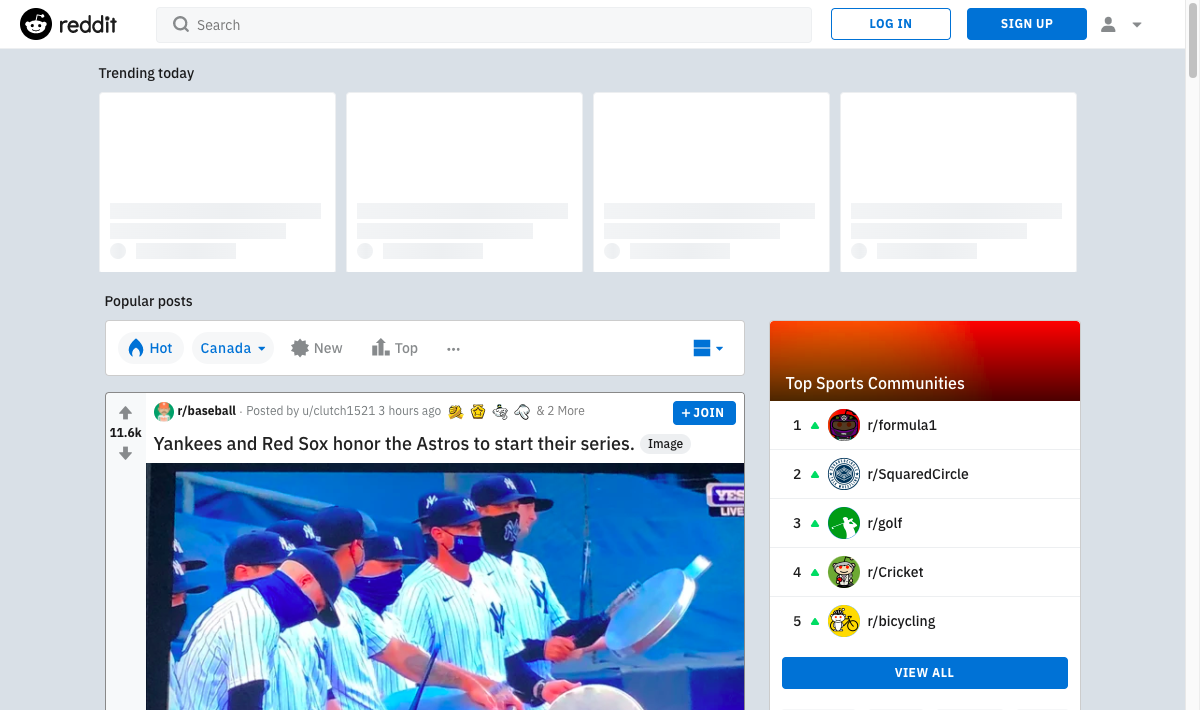 reddit
Search
LOG IN
SIGN UP
Trending today
Popular posts
Hot
Canada
New
Top
r/baseball · Posted by u/clutch1521 3 hours ago & 2 More
+ JOIN
11.6k
Yankees and Red Sox honor the Astros to start their series. Image
YES
LIVE
Top Sports Communities
1 r/formula1
2 r/SquaredCircle
3 r/golf
4 r/Cricket
5 r/bicycling
VIEW ALL